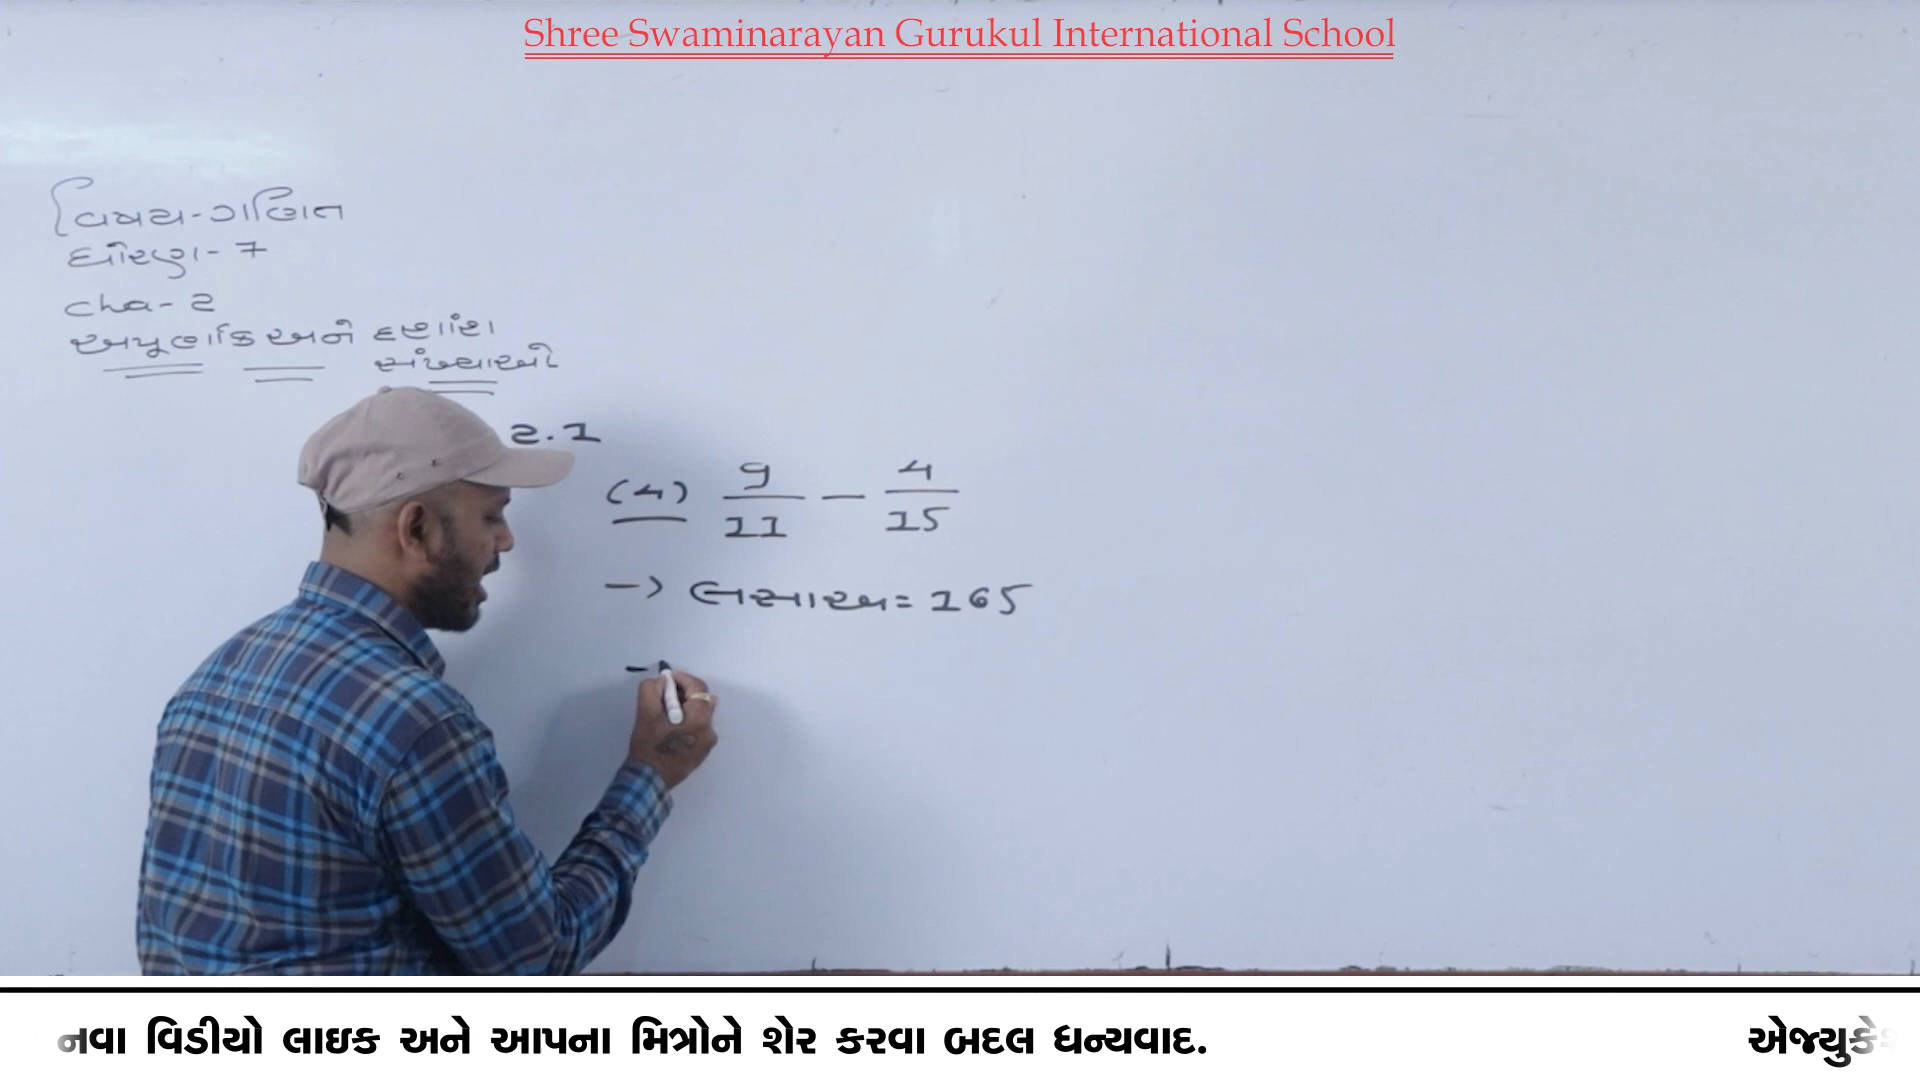 Shree Swaminarayan Gurukul International School
વિષય-ગણિત
ધોરણ-7
cha-2
અપૂર્ણાંક અને દશાંશ
સંખ્યાઓ
2.1
(4) 9/11 - 4/15
→ લસાઅ = 165
નવા વિડીયો લાઇક અને આપના મિત્રોને શેર કરવા બદલ ધન્યવાદ.